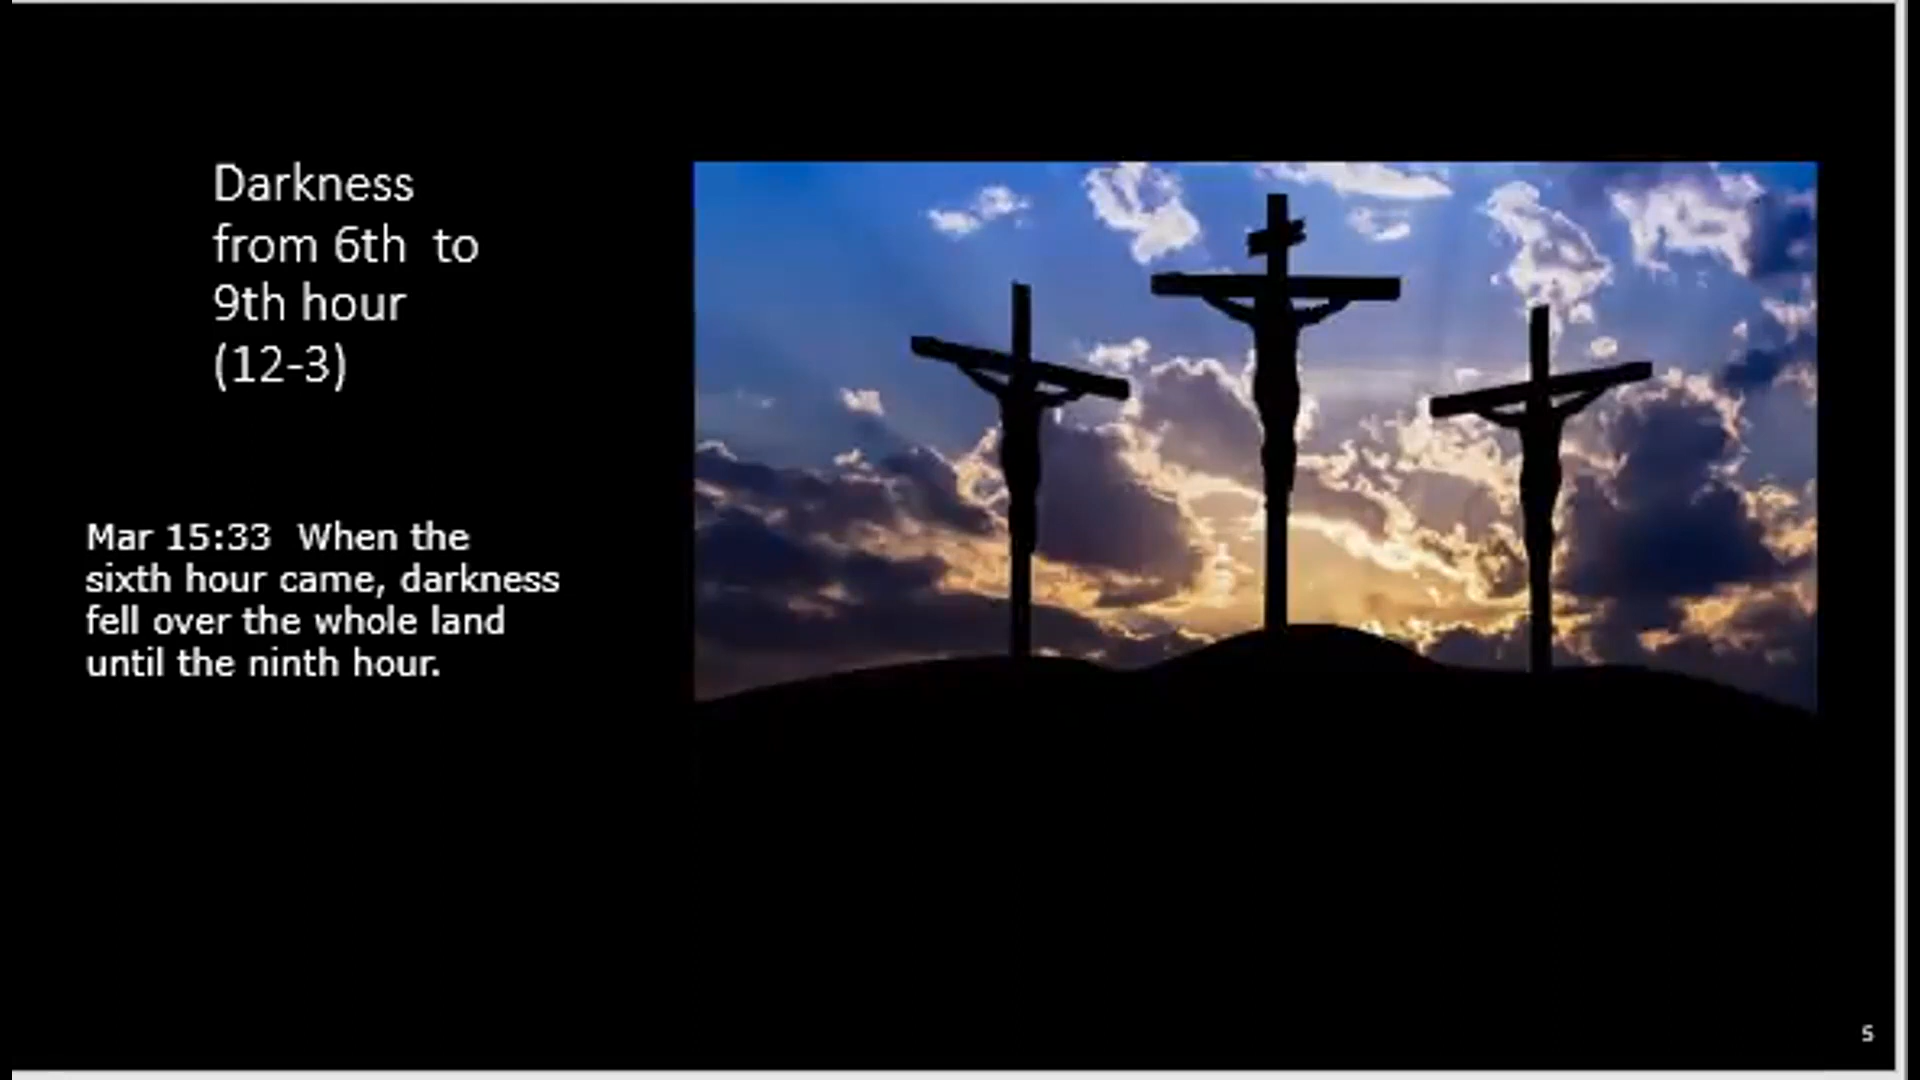 Darkness
from 6th  to
9th hour
(12-3)
Mar 15:33  When the
sixth hour came, darkness
fell over the whole land
until the ninth hour.
5